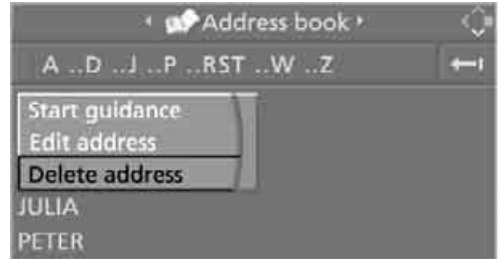 Address book
A ..D ..J ..P ..RST ..W ..Z
Start guidance
Edit address
Delete address
JULIA
PETER